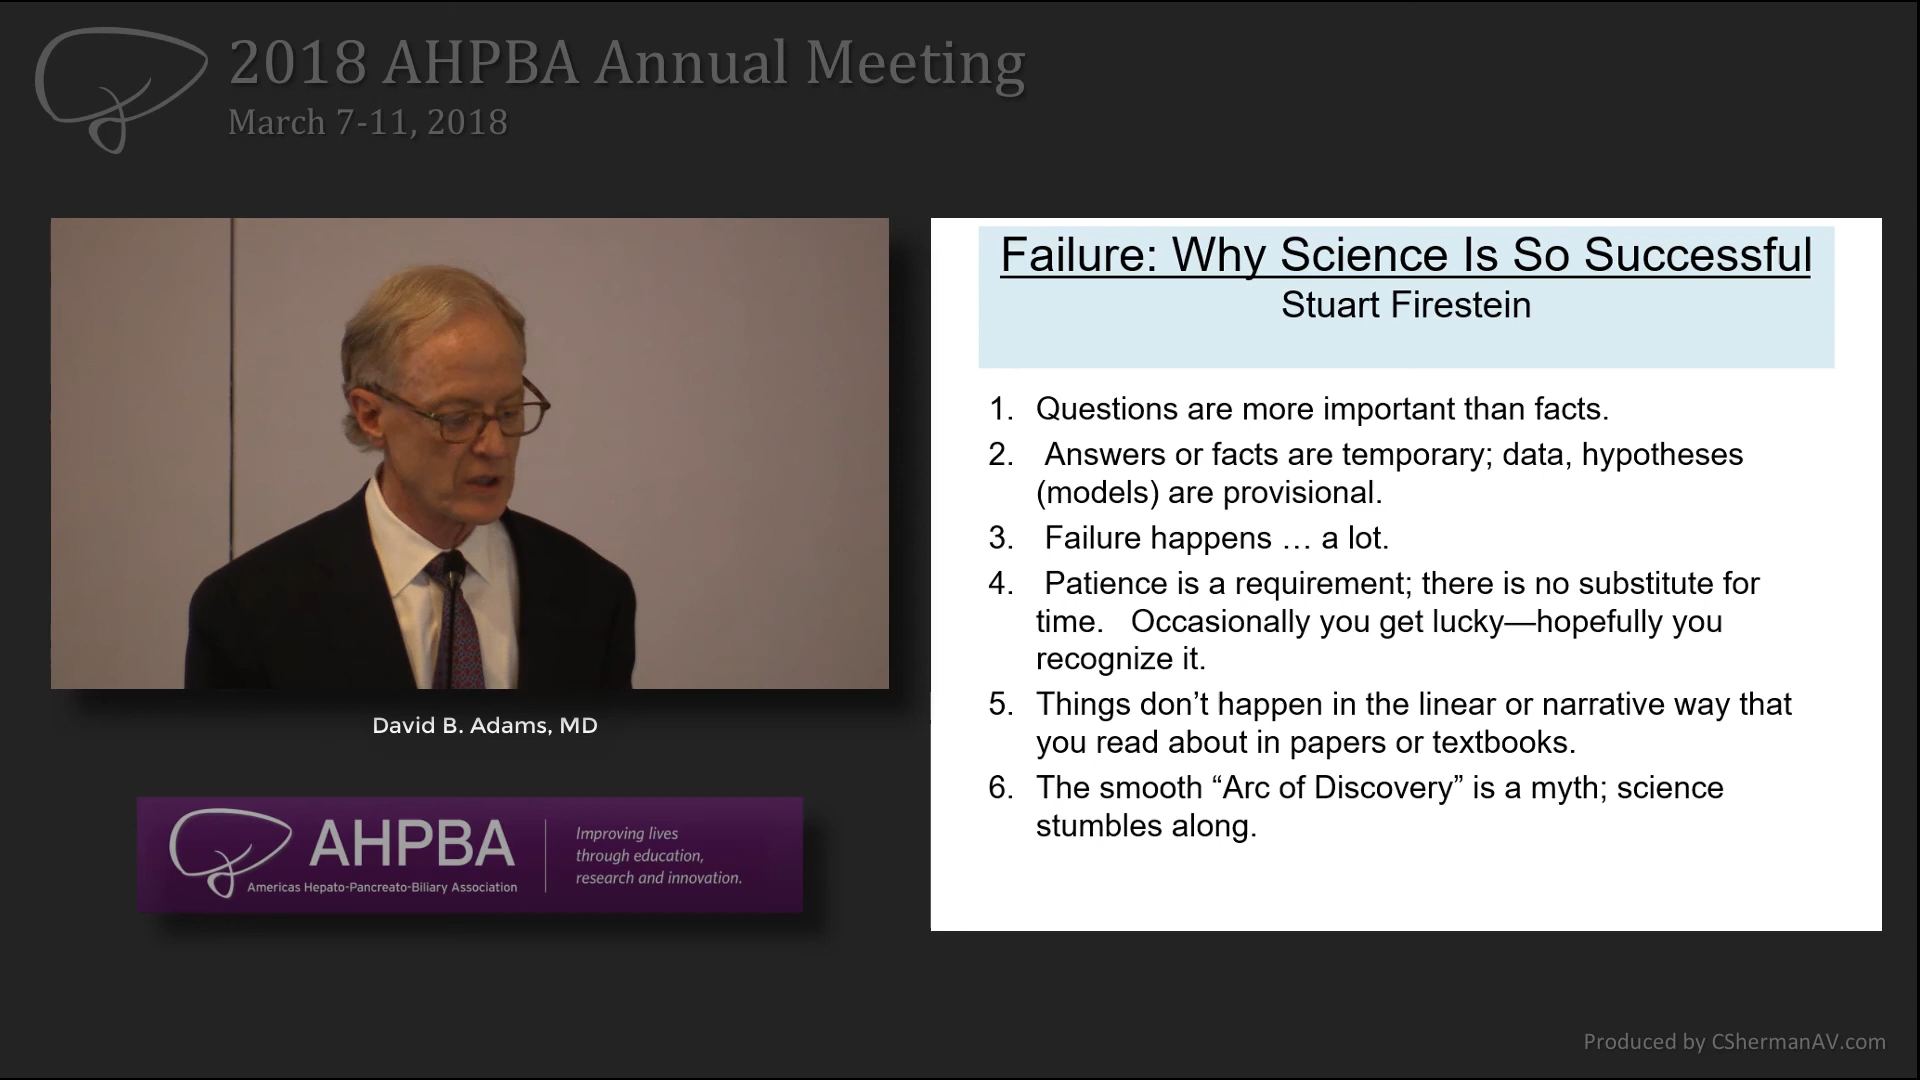 2018 AHPBA Annual Meeting
March 7-11, 2018
Failure: Why Science Is So Successful
Stuart Firestein
1. Questions are more important than facts.
2. Answers or facts are temporary; data, hypotheses
(models) are provisional.
3. Failure happens … a lot.
4. Patience is a requirement; there is no substitute for
time. Occasionally you get lucky—hopefully you
recognize it.
5. Things don’t happen in the linear or narrative way that
you read about in papers or textbooks.
6. The smooth “Arc of Discovery” is a myth; science
stumbles along.
David B. Adams, MD
AHPBA
Americas Hepato-Pancreato-Biliary Association
Improving lives
through education,
research and innovation.
Produced by CShermanAV.com